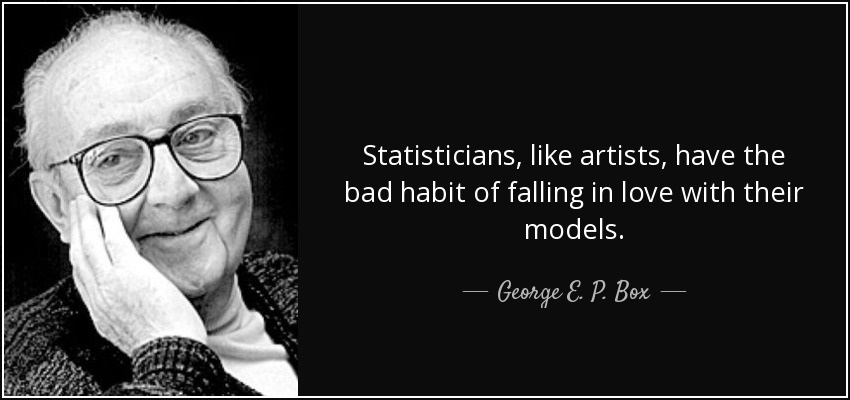 Statisticians, like artists, have the
bad habit of falling in love with their
models.
— George E. P. Box —